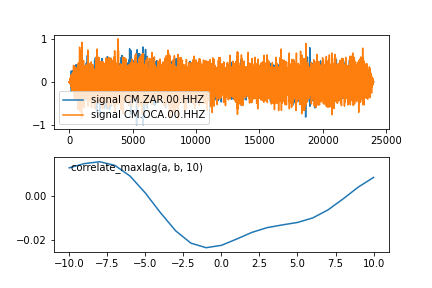 1
0
−1
signal CM.ZAR.00.HHZ
signal CM.OCA.00.HHZ
0 5000 10000 15000 20000 25000
correlate_maxlag(a, b, 10)
0.00
−0.02
−10.0 −7.5 −5.0 −2.5 0.0 2.5 5.0 7.5 10.0